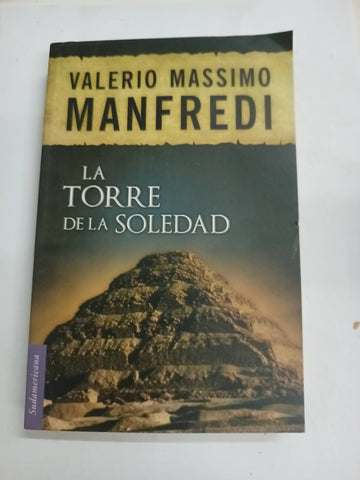 VALERIO MASSIMO
MANFREDI
LA
TORRE
DE LA SOLEDAD
Sudamericana